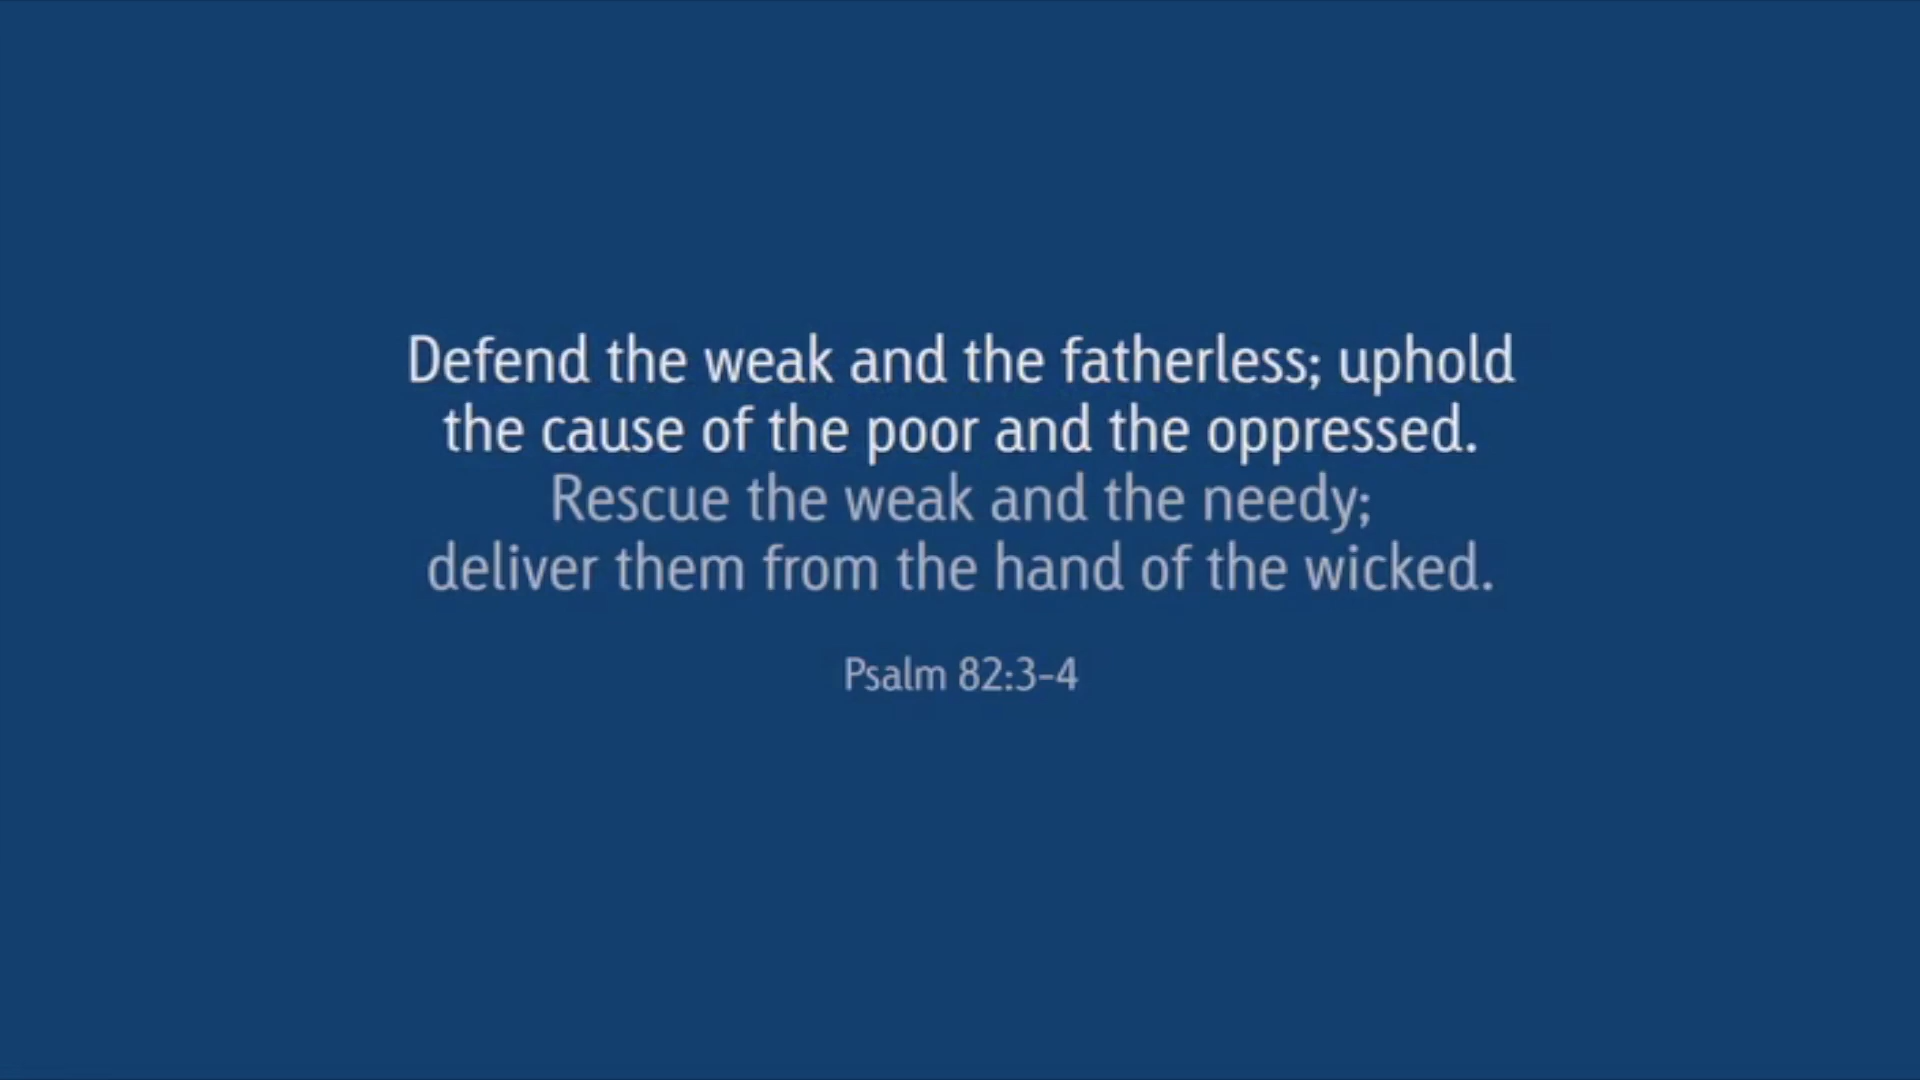 Defend the weak and the fatherless; uphold
the cause of the poor and the oppressed.
Rescue the weak and the needy;
deliver them from the hand of the wicked.
Psalm 82:3-4